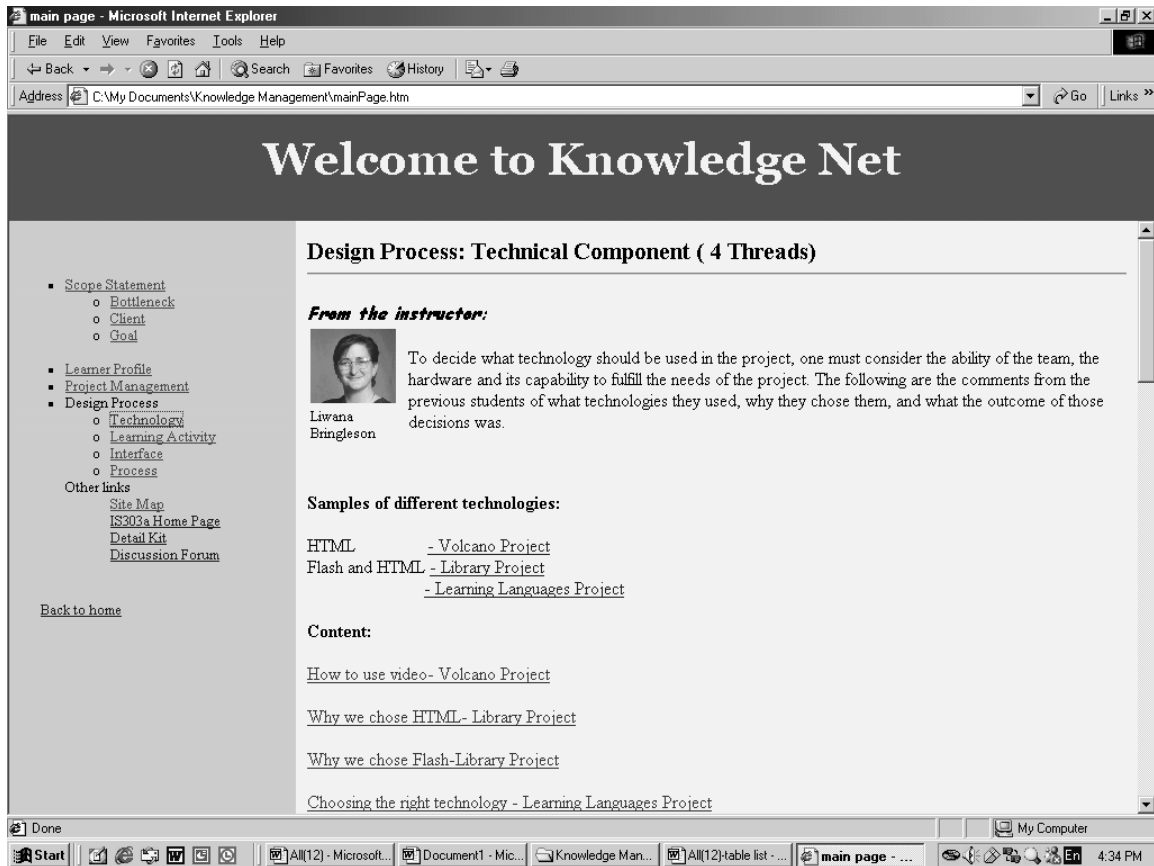 main page - Microsoft Internet Explorer
File Edit View Favorites Tools Help
Back Search Favorites History
Address C:\My Documents\Knowledge Management\mainPage.htm Go Links »
Welcome to Knowledge Net
Scope Statement
o Bottleneck
o Client
o Goal
Learner Profile
Project Management
Design Process
o Technology
o Learning Activity
o Interface
o Process
Other links
Site Map
IS303a Home Page
Detail Kit
Discussion Forum
Back to home
Design Process: Technical Component ( 4 Threads)
From the instructor:
To decide what technology should be used in the project, one must consider the ability of the team, the
hardware and its capability to fulfill the needs of the project. The following are the comments from the
previous students of what technologies they used, why they chose them, and what the outcome of those
decisions was.
Liwana
Bringleson
Samples of different technologies:
HTML - Volcano Project
Flash and HTML - Library Project
- Learning Languages Project
Content:
How to use video- Volcano Project
Why we chose HTML- Library Project
Why we chose Flash-Library Project
Choosing the right technology - Learning Languages Project
Done My Computer
Start All(12) - Microsoft... Document1 - Mic... Knowledge Man... All(12)-table list - ... main page - ... En 4:34 PM